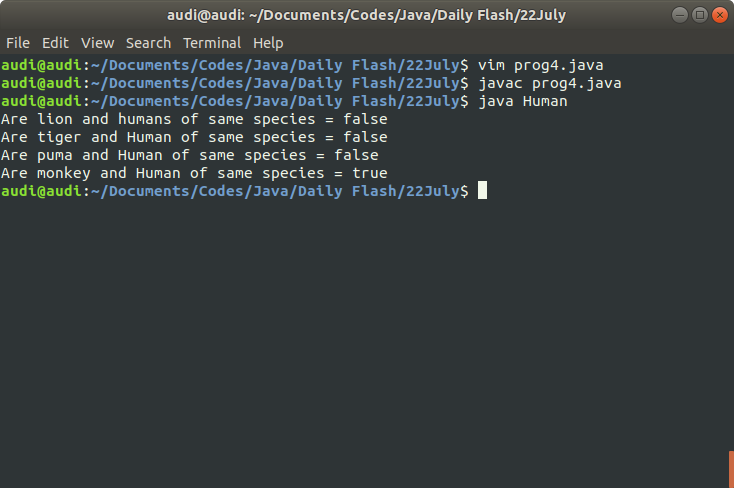 audi@audi: ~/Documents/Codes/Java/Daily Flash/22July
File Edit View Search Terminal Help
audi@audi:~/Documents/Codes/Java/Daily Flash/22July$ vim prog4.java
audi@audi:~/Documents/Codes/Java/Daily Flash/22July$ javac prog4.java
audi@audi:~/Documents/Codes/Java/Daily Flash/22July$ java Human
Are lion and humans of same species = false
Are tiger and Human of same species = false
Are puma and Human of same species = false
Are monkey and Human of same species = true
audi@audi:~/Documents/Codes/Java/Daily Flash/22July$